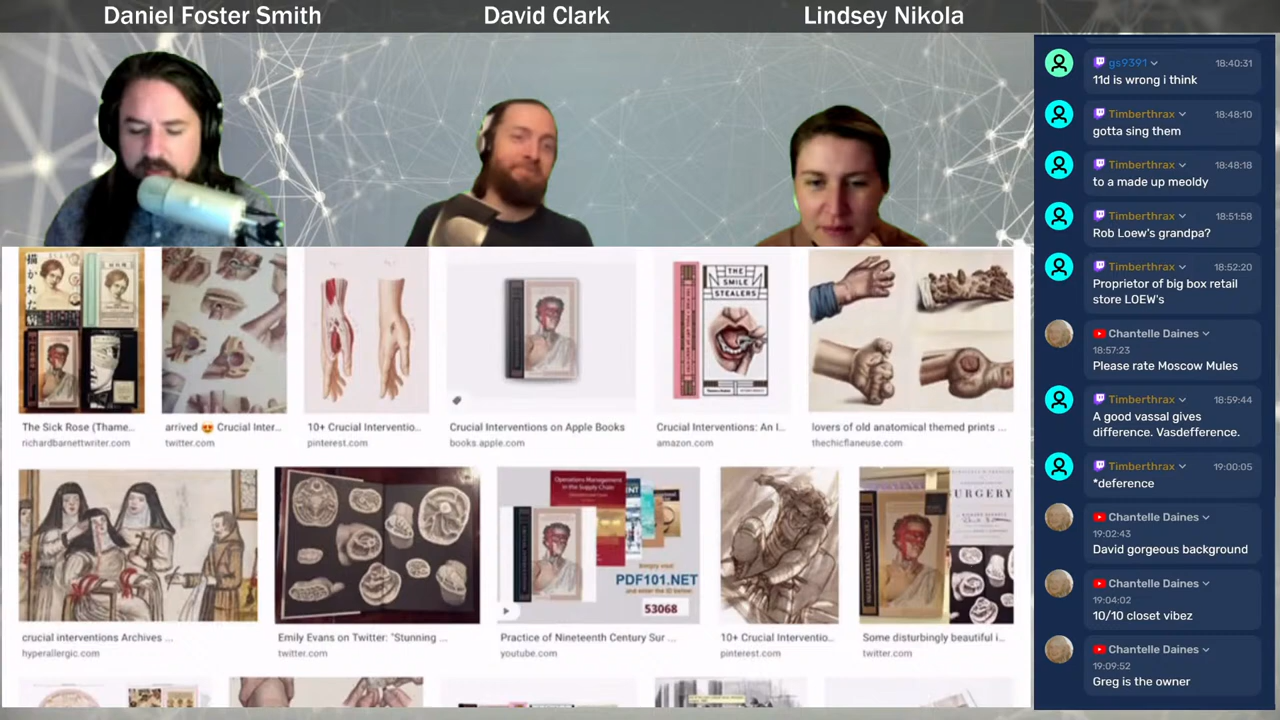 Daniel Foster Smith
David Clark
Lindsey Nikola
THE
SMILE
STEALERS
The Sick Rose (Thame...
richardbarnettwriter.com
arrived 😍 Crucial Inter...
twitter.com
10+ Crucial Interventio...
pinterest.com
Crucial Interventions on Apple Books
books.apple.com
Crucial Interventions: An I...
amazon.com
lovers of old anatomical themed prints ...
thechicflaneuse.com
Operations Management
in the Supply Chain
PDF101.NET
53068
URGERY
crucial interventions Archives ...
hyperallergic.com
Emily Evans on Twitter: "Stunning ...
twitter.com
Practice of Nineteenth Century Sur ...
youtube.com
10+ Crucial Interventio...
pinterest.com
Some disturbingly beautiful i...
twitter.com
gs9391
18:40:31
11d is wrong i think
Timberthrax
18:48:10
gotta sing them
Timberthrax
18:48:18
to a made up meoldy
Timberthrax
18:51:58
Rob Loew's grandpa?
Timberthrax
18:52:20
Proprietor of big box retail
store LOEW's
Chantelle Daines
18:57:23
Please rate Moscow Mules
Timberthrax
18:59:44
A good vassal gives
difference. Vasdefference.
Timberthrax
19:00:05
*deference
Chantelle Daines
19:02:43
David gorgeous background
Chantelle Daines
19:04:02
10/10 closet vibez
Chantelle Daines
19:09:52
Greg is the owner